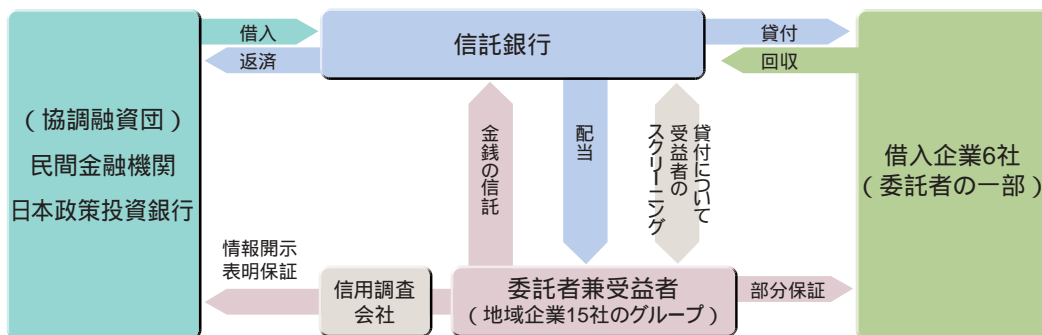 借入
返済
信託銀行
貸付
回収
（協調融資団）
民間金融機関
日本政策投資銀行
金銭の信託
配当
貸付について
受益者の
スクリーニング
借入企業6社
（委託者の一部）
情報開示
表明保証
信用調査
会社
委託者兼受益者
（地域企業15社のグループ）
部分保証